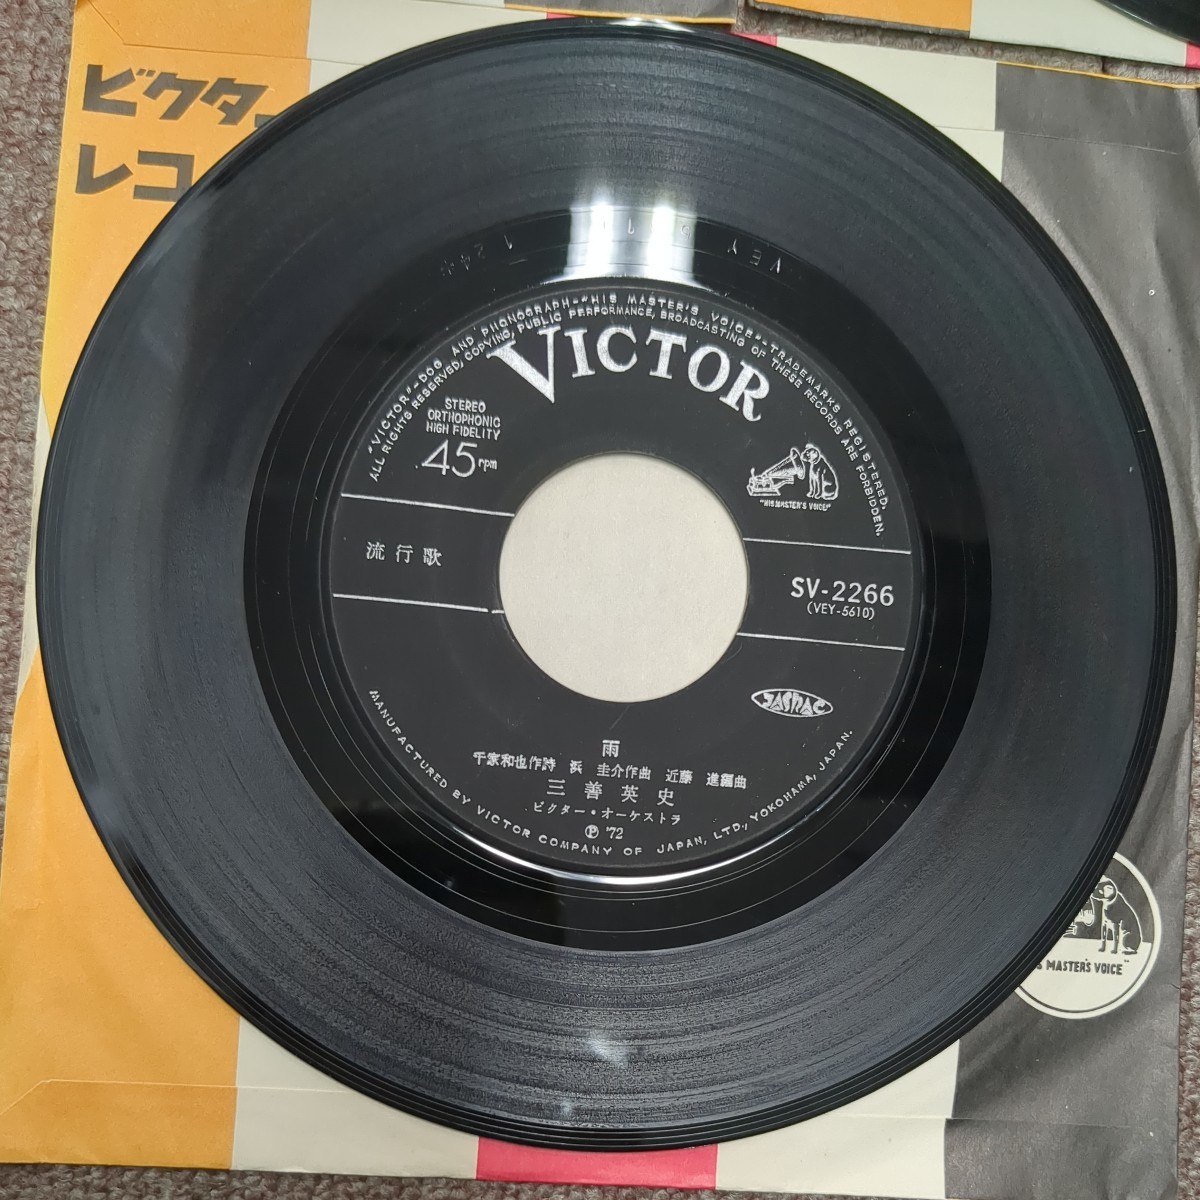 ビクター
レコ
VEY
"VICTOR"-DOG AND PHONOGRAPH-"HIS MASTER'S VOICE"-TRADEMARKS REGISTERED.
ALL RIGHTS RESERVED, COPYING, PUBLIC PERFORMANCE, BROADCASTING OF THESE RECORDS ARE FORBIDDEN.
VICTOR
STEREO
ORTHOPHONIC
HIGH FIDELITY
45rpm
"HIS MASTER'S VOICE"
流行歌
SV-2266
(VEY-5610)
JASRAC
雨
千家和也作詩 浜 圭介作曲 近藤 進編曲
三善英史
ビクター・オーケストラ
Ⓟ '72
MANUFACTURED BY VICTOR COMPANY OF JAPAN, LTD., YOKOHAMA, JAPAN.
S MASTER'S VOICE"